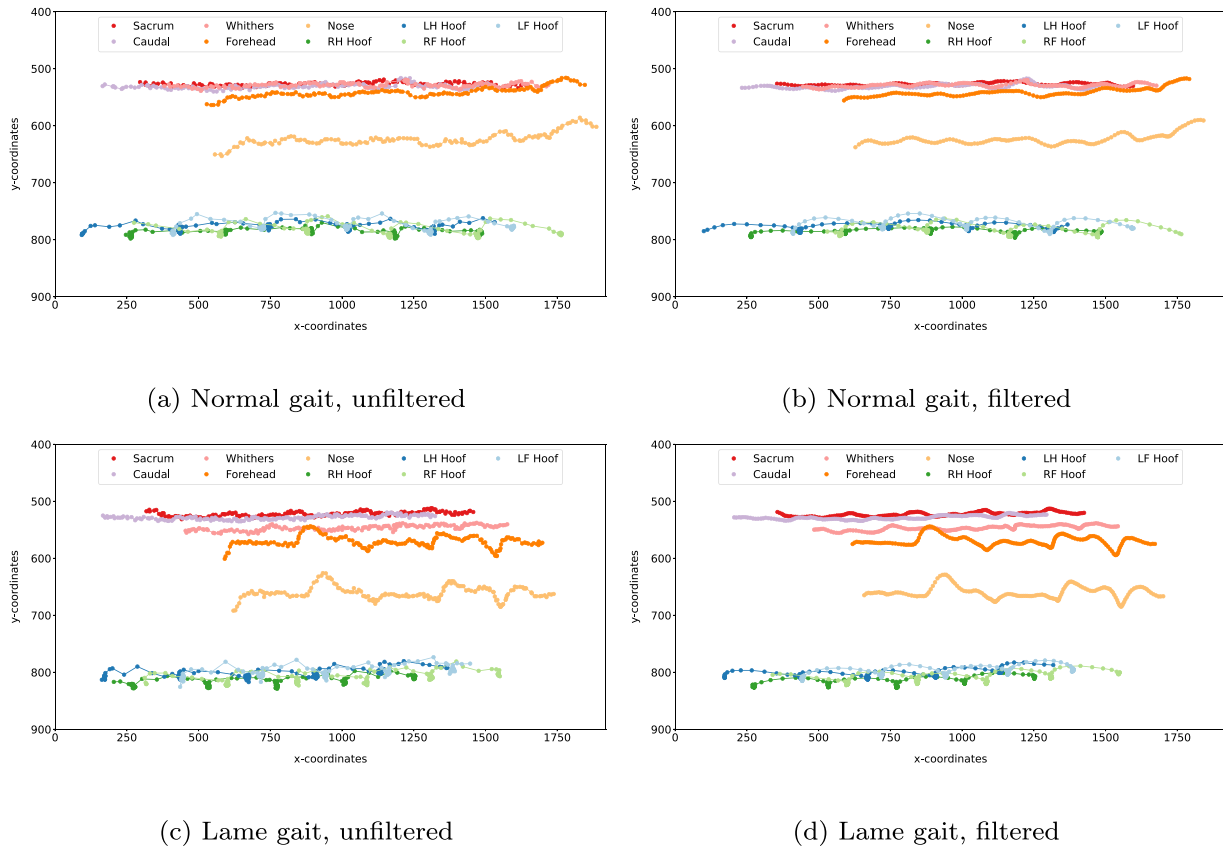 Sacrum Whithers Nose LH Hoof LF Hoof
Caudal Forehead RH Hoof RF Hoof
400
500
600
700
800
900
y-coordinates
0 250 500 750 1000 1250 1500 1750
x-coordinates
(a) Normal gait, unfiltered
Sacrum Whithers Nose LH Hoof LF Hoof
Caudal Forehead RH Hoof RF Hoof
400
500
600
700
800
900
y-coordinates
0 250 500 750 1000 1250 1500 1750
x-coordinates
(b) Normal gait, filtered
Sacrum Whithers Nose LH Hoof LF Hoof
Caudal Forehead RH Hoof RF Hoof
400
500
600
700
800
900
y-coordinates
0 250 500 750 1000 1250 1500 1750
x-coordinates
(c) Lame gait, unfiltered
Sacrum Whithers Nose LH Hoof LF Hoof
Caudal Forehead RH Hoof RF Hoof
400
500
600
700
800
900
y-coordinates
0 250 500 750 1000 1250 1500 1750
x-coordinates
(d) Lame gait, filtered